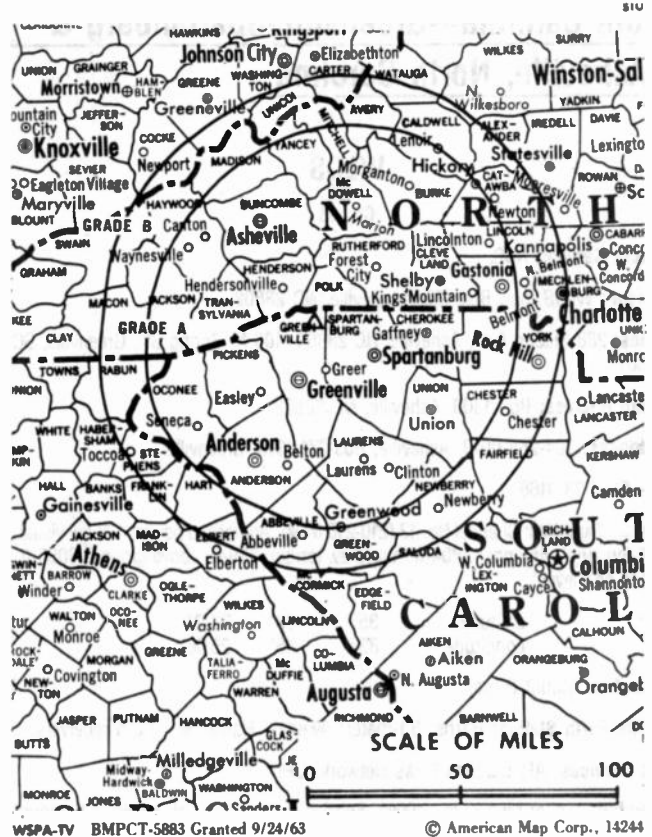 HAWKINS
Kingsport
SURRY
Johnson City
Elizabethton
WILKES
UNION
GRAINGER
GREENE
WASHING-
TON
CARTER
WATAUGA
Winston-Sal
Morristown
HAM-
BLEN
UNICOI
AVERY
N.
Wilkesboro
YADKIN
Greeneville
JEFFER-
SON
COCKE
MITCHELL
CALDWELL
ALEX-
ANDER
IREDELL
DAVIE
ountain
City
Knoxville
YANCEY
Lenoir
Statesville
Lexingto
SEVIER
Newport
MADISON
Morganton
Hickory
CAT-
AWBA
ROWAN
Eagleton Village
Maryville
BLOUNT
HAYWOOD
BUNCOMBE
Mc
DOWELL
BURKE
Mooresville
Newton
GRADE B
Canton
Asheville
NORTH
Marion
LINCOLN
SWAIN
Waynesville
RUTHERFORD
Lincolnton
Kannapolis
CABARR
Forest
City
CLEVE
LAND
GRAHAM
HENDERSON
Shelby
Gastonia
N. Belmont
W.
Concord
Hendersonville
POLK
Kings Mountain
MECKLEN-
BURG
MACON
JACKSON
TRAN-
SYLVANIA
Belmont
Charlotte
KEE
GRADE A
GREEN-
VILLE
SPARTAN-
BURG
CHEROKEE
CLAY
Gaffney
YORK
Rock Hill
PICKENS
Spartanburg
Monrc
TOWNS
RABUN
Greer
OCONEE
Greenville
UNION
CHESTER
Lancaste
Easley
LANCASTER
WHITE
HABER-
SHAM
Seneca
Union
Chester
Toccoa
STE-
PHENS
Anderson
Belton
LAURENS
FAIRFIELD
KERSHAW
HALL
BANKS
FRANK-
LIN
HART
ANDERSON
Laurens
Clinton
NEWBERRY
Camden
Gainesville
Greenwood
Newberry
JACKSON
MAD-
ISON
ELBERT
ABBEVILLE
Abbeville
GREEN-
WOOD
SALUDA
SOUT
RICH-
LAND
Athens
Elberton
W. Columbia
Columbi
BARROW
Winder
CLARKE
OGLE-
THORPE
Mc
CORMICK
EDGE-
FIELD
LEX-
INGTON
Cayce
Shannonto
OCO-
NEE
WILKES
LINCOLN
CAROL
WALTON
Monroe
Washington
CALHOUN
GREENE
AIKEN
Aiken
ORANGEBURG
MORGAN
TALIA-
FERRO
Mc
DUFFIE
CO-
LUMBIA
Covington
NEW-
TON
WARREN
Augusta
N. Augusta
Orangeb
JASPER
PUTNAM
HANCOCK
RICHMOND
BARNWELL
BUTTS
GLAS
COCK
SCALE OF MILES
Milledgeville
Midway-
Hardwick
BALDWIN
WASHINGTON
0 50 100
MONROE
JONES
Sanders-
WSPA-TV BMPCT-5883 Granted 9/24/63 © American Map Corp., 14244